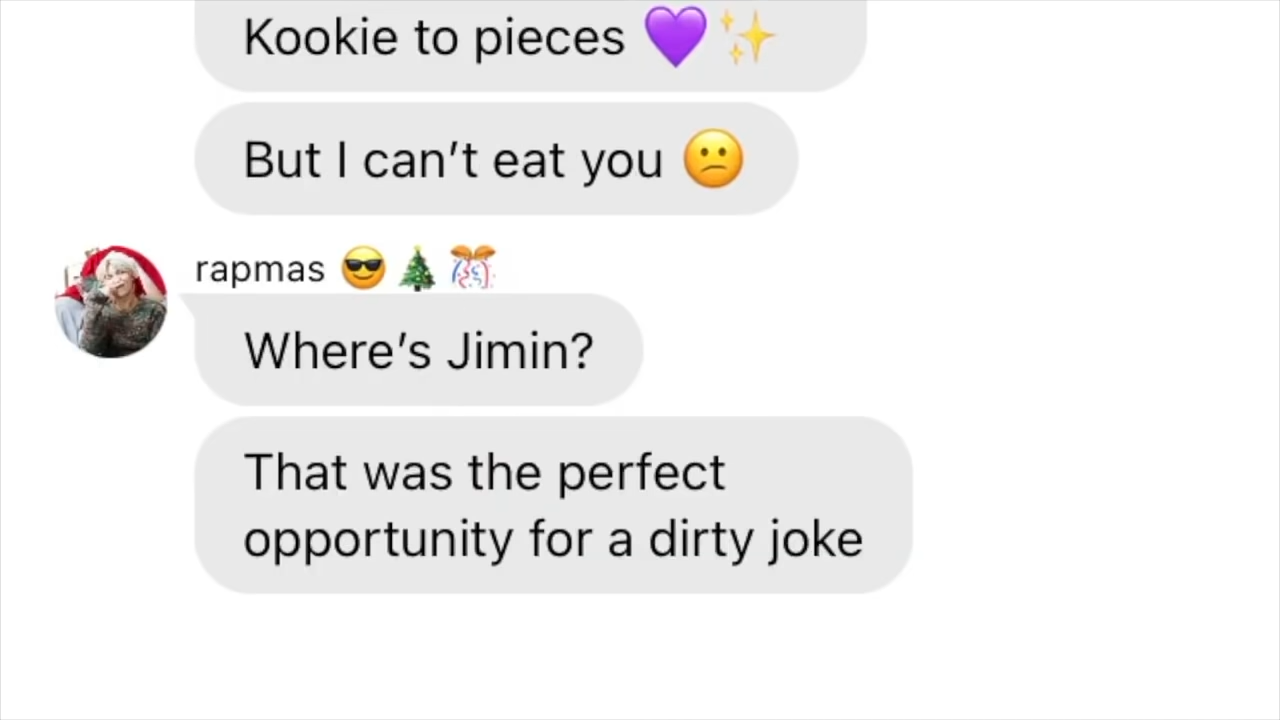 Kookie to pieces 💜✨
But I can’t eat you 😕
rapmas 😎🎄🎊
Where’s Jimin?
That was the perfect
opportunity for a dirty joke